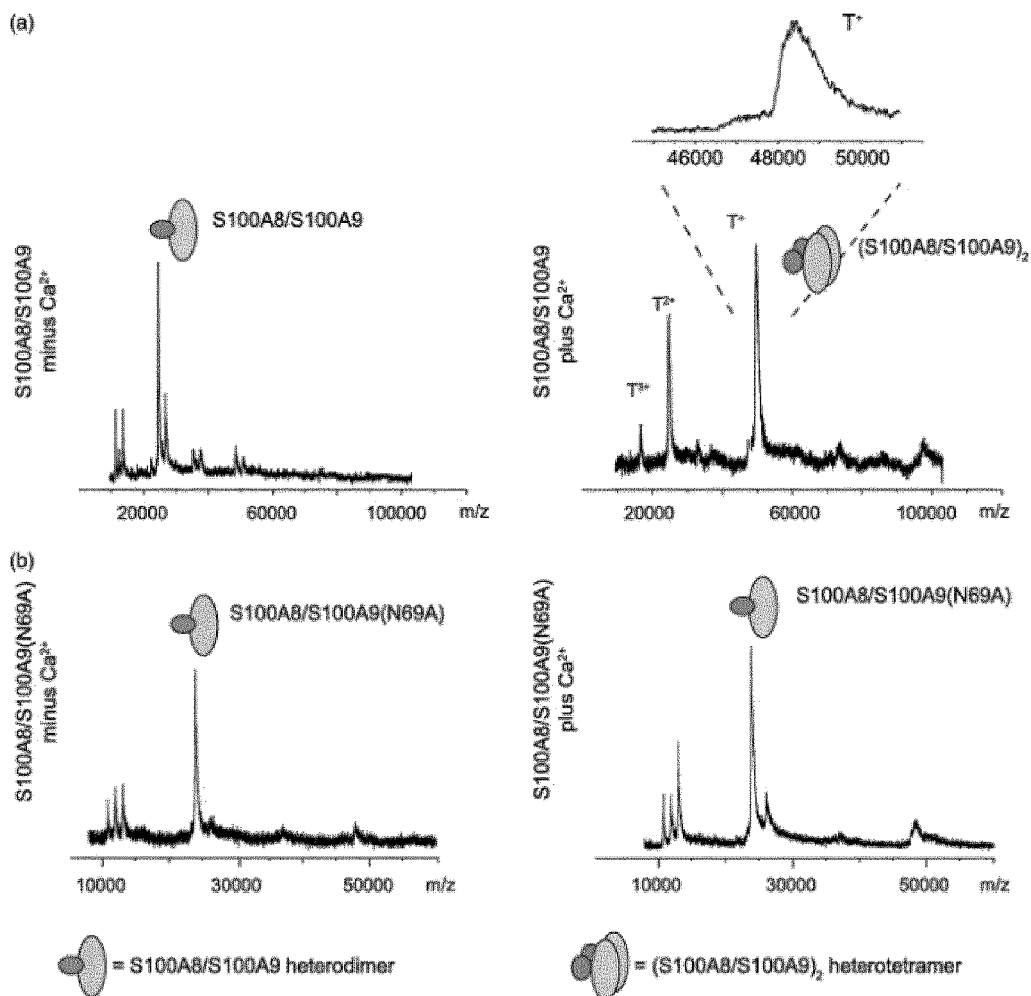 (a)
T⁺
46000 48000 50000
S100A8/S100A9
minus Ca²⁺
S100A8/S100A9
20000 60000 100000 m/z
S100A8/S100A9
plus Ca²⁺
T³⁺
T²⁺
T⁺
(S100A8/S100A9)₂
20000 60000 100000 m/z
(b)
S100A8/S100A9(N69A)
minus Ca²⁺
S100A8/S100A9(N69A)
10000 30000 50000 m/z
S100A8/S100A9(N69A)
plus Ca²⁺
S100A8/S100A9(N69A)
10000 30000 50000 m/z
= S100A8/S100A9 heterodimer
= (S100A8/S100A9)₂ heterotetramer